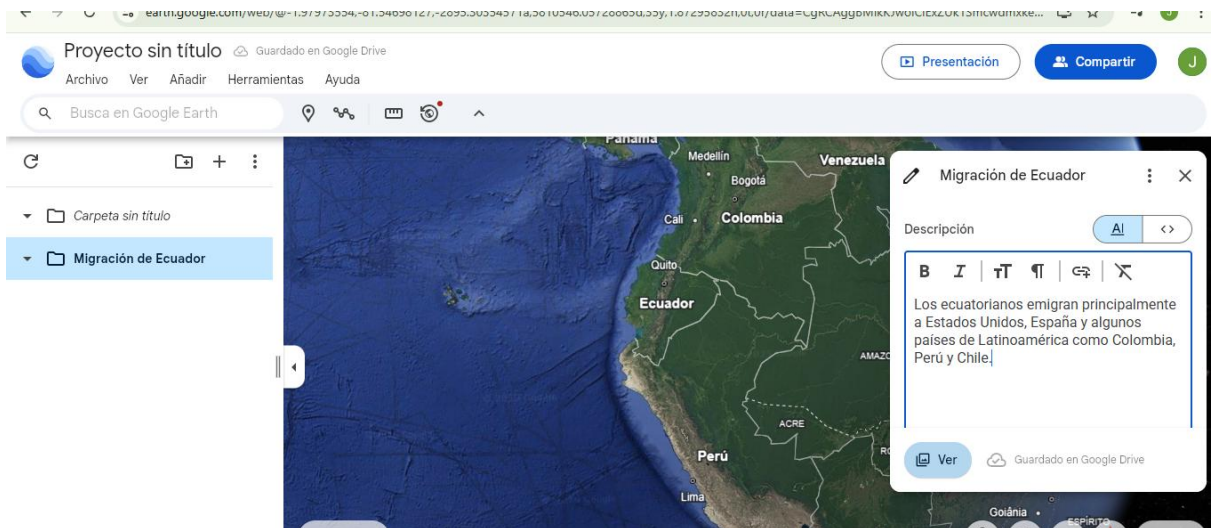 Proyecto sin título Guardado en Google Drive
Archivo Ver Añadir Herramientas Ayuda
Presentación
Compartir
J
Busca en Google Earth
Carpeta sin título
Migración de Ecuador
Panamá
Medellín
Venezuela
Bogotá
Cali
Colombia
Quito
Ecuador
ACRE
Perú
Lima
Goiânia
Migración de Ecuador
Descripción
B I
Los ecuatorianos emigran principalmente
a Estados Unidos, España y algunos
países de Latinoamérica como Colombia,
Perú y Chile.
Ver
Guardado en Google Drive